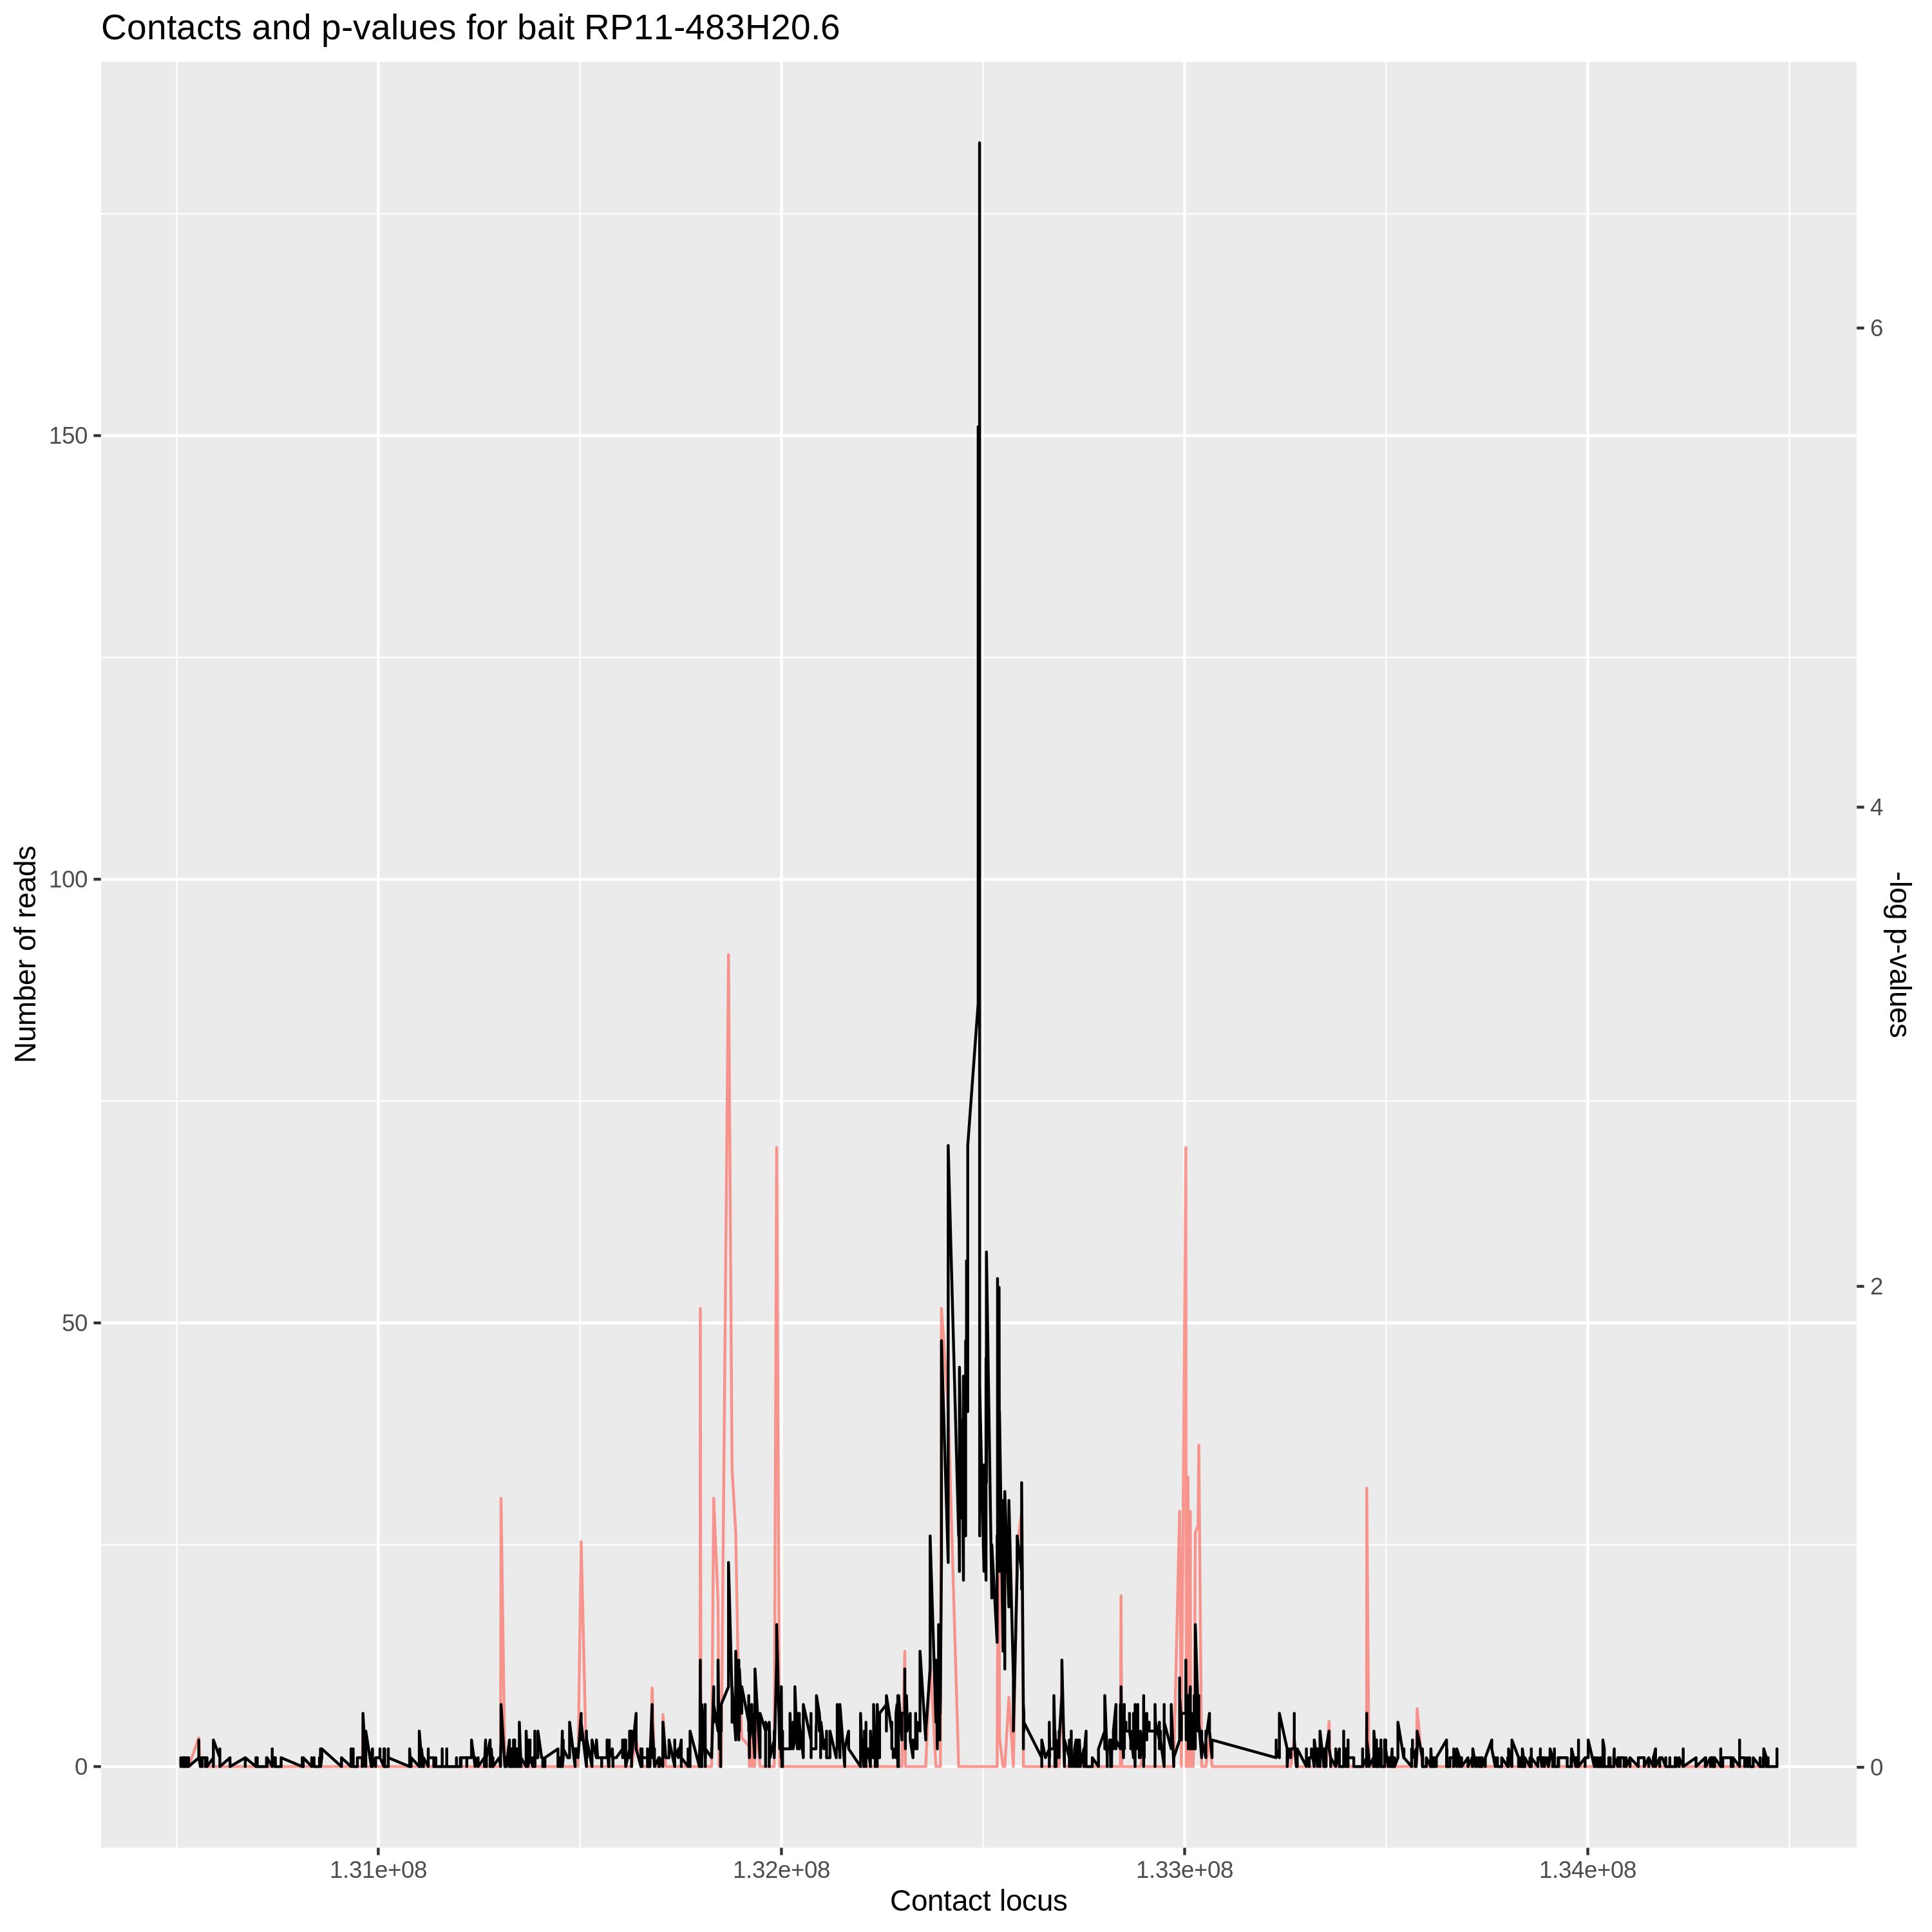 Contacts and p-values for bait RP11-483H20.6
150
100
50
0
Number of reads
6
4
2
0
-log p-values
1.31e+08
1.32e+08
1.33e+08
1.34e+08
Contact locus